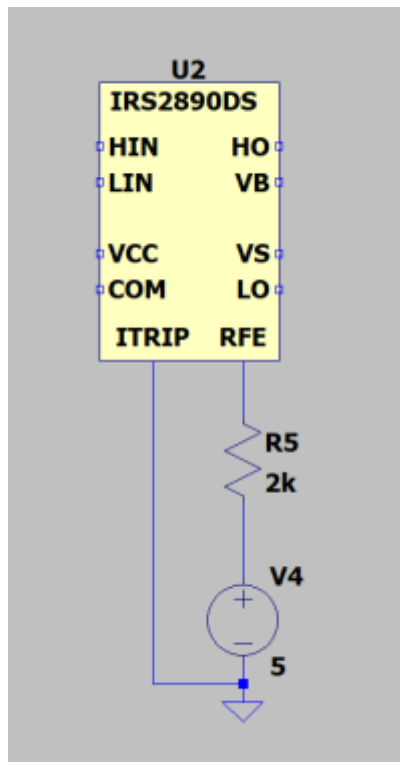 U2
IRS2890DS
HIN HO
LIN VB
VCC VS
COM LO
ITRIP RFE
R5
2k
V4
+
−
5